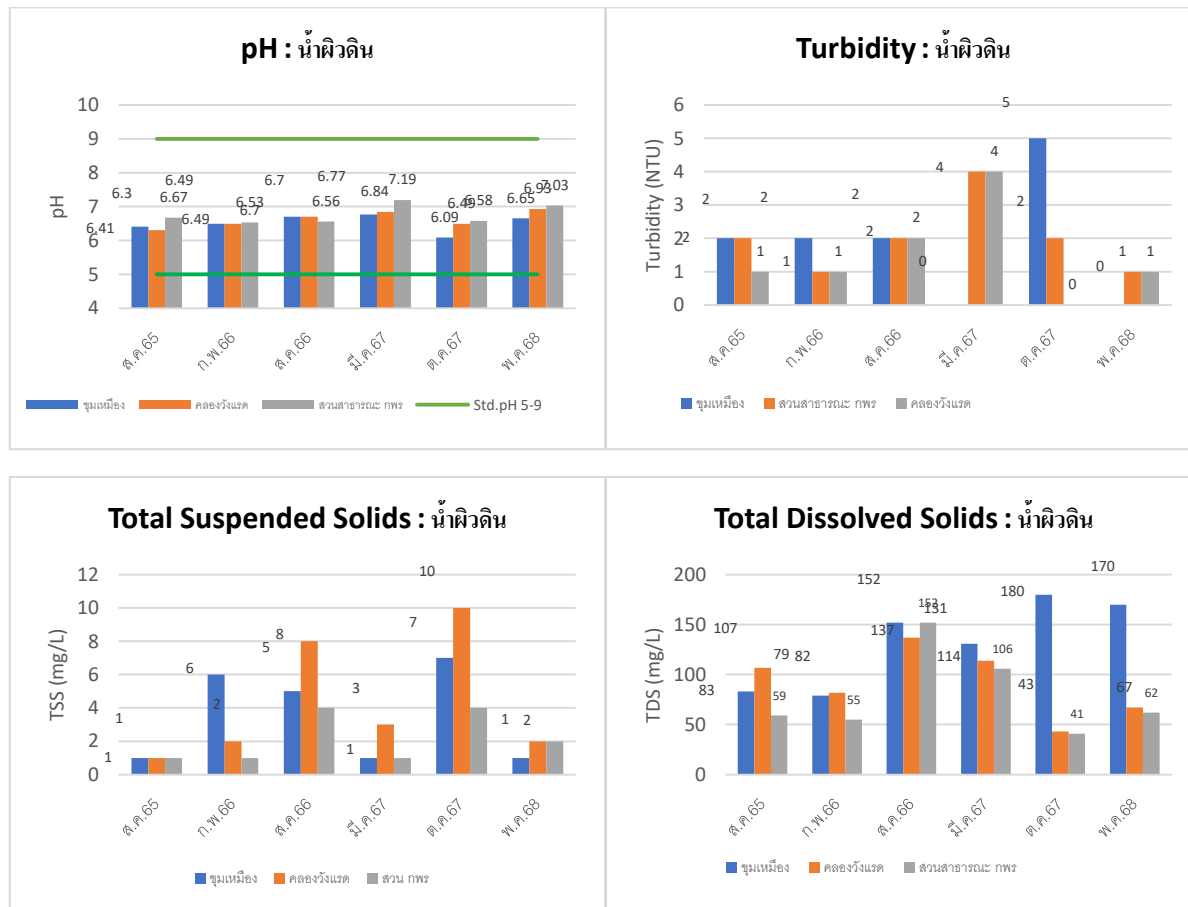 pH : น้ำผิวดิน
pH
10
9
8
7
6
5
4
6.41
6.3
6.67
6.49
6.49
6.53
6.7
6.7
6.56
6.77
6.84
7.19
6.09
6.49
6.58
6.65
6.93
7.03
ส.ค.65
ก.พ.66
ส.ค.66
มี.ค.67
ต.ค.67
พ.ค.68
ขุมเหมือง
คลองวังแรด
สวนสาธารณะ กพร
Std.pH 5-9
Turbidity : น้ำผิวดิน
Turbidity (NTU)
6
5
4
3
2
1
0
2
2
1
2
1
1
2
2
2
0
4
4
5
2
0
0
1
1
ส.ค.65
ก.พ.66
ส.ค.66
มี.ค.67
ต.ค.67
พ.ค.68
ขุมเหมือง
สวนสาธารณะ กพร
คลองวังแรด
Total Suspended Solids : น้ำผิวดิน
TSS (mg/L)
12
10
8
6
4
2
0
1
1
6
2
5
8
1
3
7
10
1
2
ส.ค.65
ก.พ.66
ส.ค.66
มี.ค.67
ต.ค.67
พ.ค.68
ขุมเหมือง
คลองวังแรด
สวน กพร
Total Dissolved Solids : น้ำผิวดิน
TDS (mg/L)
200
150
100
50
0
83
107
59
79
82
55
152
137
152
131
114
106
180
43
41
170
67
62
ส.ค.65
ก.พ.66
ส.ค.66
มี.ค.67
ต.ค.67
พ.ค.68
ขุมเหมือง
คลองวังแรด
สวนสาธารณะ กพร